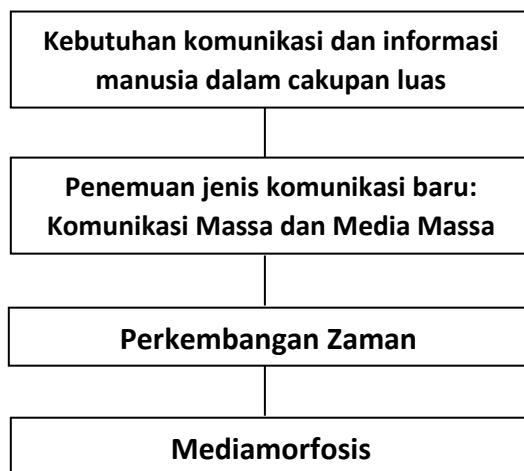 Kebutuhan komunikasi dan informasi
manusia dalam cakupan luas
Penemuan jenis komunikasi baru:
Komunikasi Massa dan Media Massa
Perkembangan Zaman
Mediamorfosis